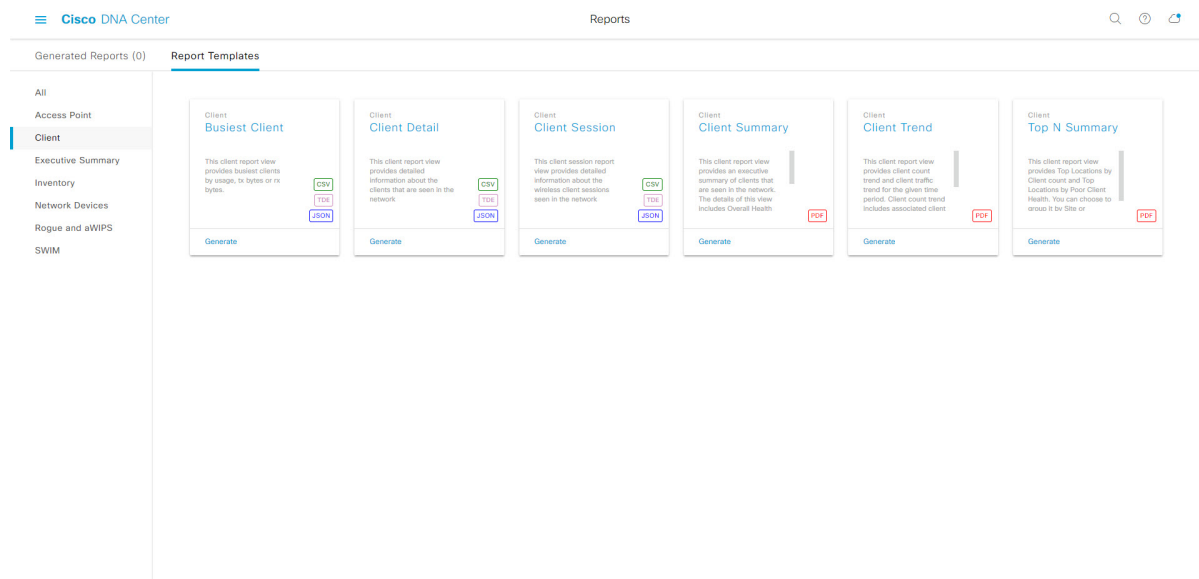 Cisco DNA Center
Reports
Generated Reports (0)
Report Templates
All
Access Point
Client
Executive Summary
Inventory
Network Devices
Rogue and aWIPS
SWIM
Client
Busiest Client
This client report view
provides busiest clients
by usage, tx bytes or rx
bytes.
CSV
TDE
JSON
Generate
Client
Client Detail
This client report view
provides detailed
information about the
clients that are seen in the
network
CSV
TDE
JSON
Generate
Client
Client Session
This client session report
view provides detailed
information about the
wireless client sessions
seen in the network
CSV
TDE
JSON
Generate
Client
Client Summary
This client report view
provides an executive
summary of clients that
are seen in the network.
The details of this view
includes Overall Health
PDF
Generate
Client
Client Trend
This client report view
provides client count
trend and client traffic
trend for the given time
period. Client count trend
includes associated client
PDF
Generate
Client
Top N Summary
This client report view
provides Top Locations by
Client count and Top
Locations by Poor Client
Health. You can choose to
group it by Site or
PDF
Generate